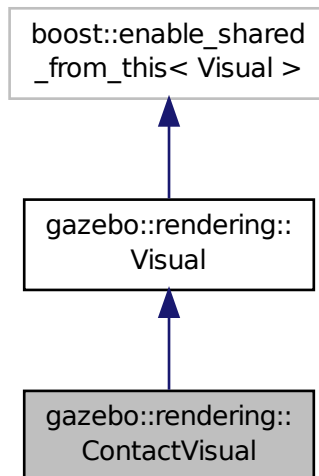 boost::enable_shared
_from_this< Visual >
gazebo::rendering::
Visual
gazebo::rendering::
ContactVisual